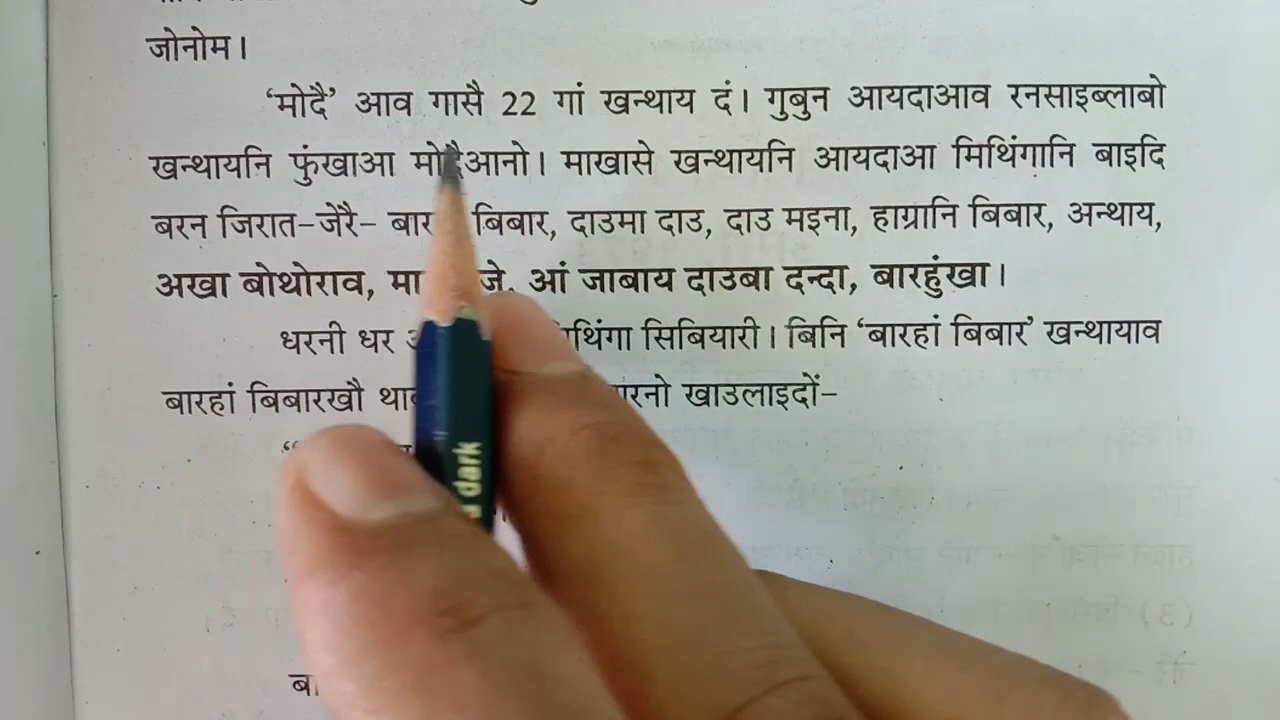 जोनोम।
‘मोदै’ आव गासै 22 गां खन्थाय दं। गुबुन आयदाआव रनसाइब्लाबो
खन्थायनि फुंखाआ मोदैआनो। माखासे खन्थायनि आयदाआ मिथिंगानि बाइदि
बरन जिरात-जेरै- बिबार, दाउमा दाउ, दाउ मइना, हाग्रानि बिबार, अन्थाय,
अखा बोथोराव, आं जाबाय दाउबा दन्दा, बारहुंखा।
धरनी धर सिबियारी। बिनि ‘बारहां बिबार’ खन्थायाव
बारहां बिबारखौ खाउलाइदों-